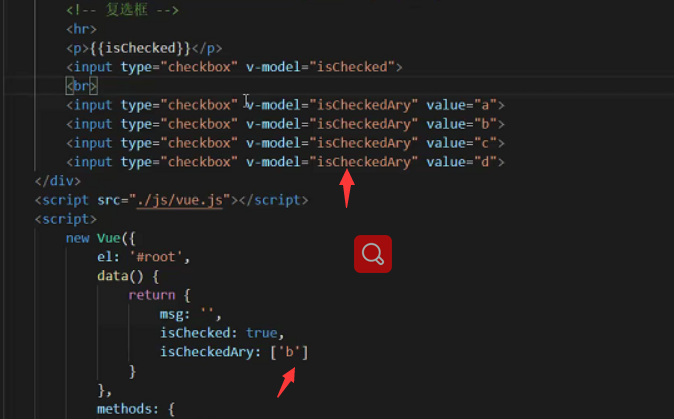 <!-- 复选框 -->
<hr>
<p>{{isChecked}}</p>
<input type="checkbox" v-model="isChecked">
<br>
<input type="checkbox" v-model="isCheckedAry" value="a">
<input type="checkbox" v-model="isCheckedAry" value="b">
<input type="checkbox" v-model="isCheckedAry" value="c">
<input type="checkbox" v-model="isCheckedAry" value="d">
</div>
<script src="./js/vue.js"></script>
<script>
new Vue({
el: '#root',
data() {
return {
msg: '',
isChecked: true,
isCheckedAry: ['b']
}
},
methods: {